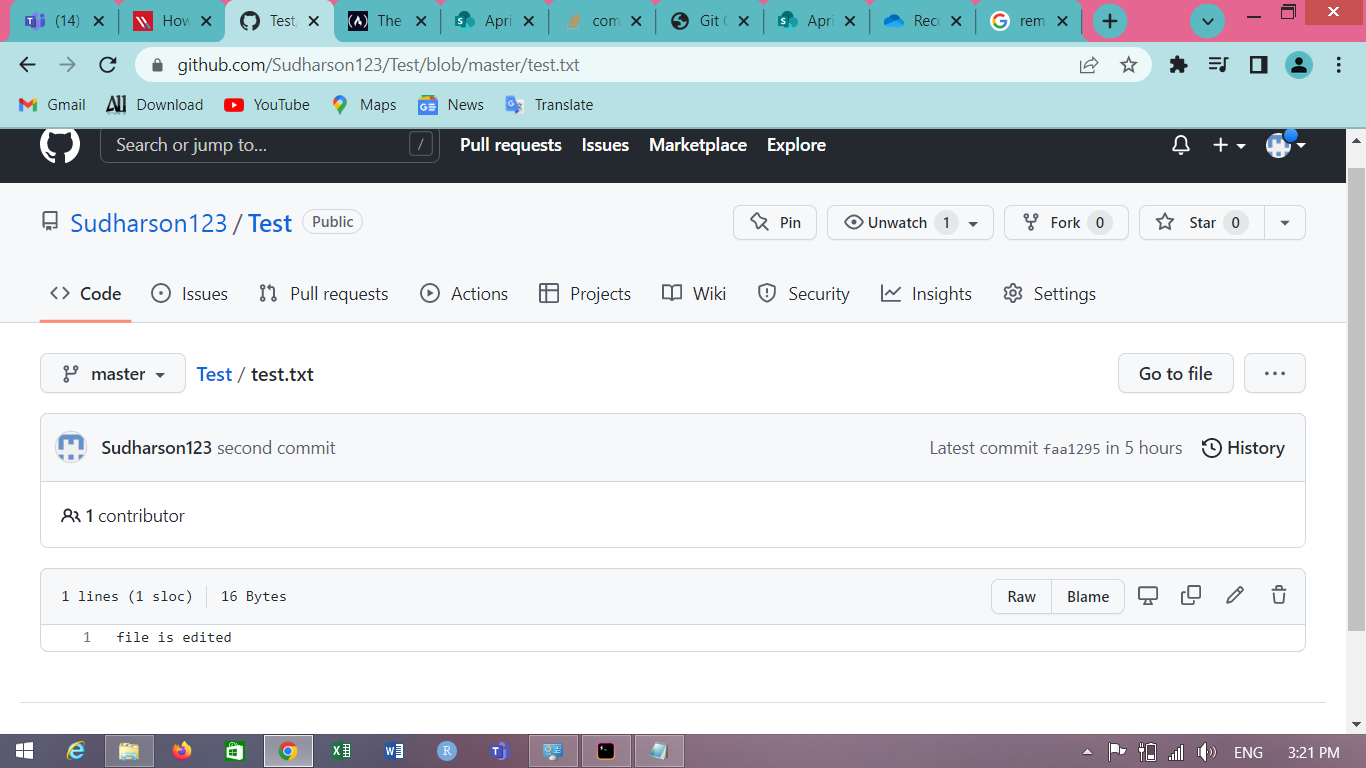 (14) How Test, The Apri com Git C Apri Reco rem
github.com/Sudharson123/Test/blob/master/test.txt
Gmail All Download YouTube Maps GE News Translate
Search or jump to... / Pull requests Issues Marketplace Explore
Sudharson123 / Test Public Pin Unwatch 1 Fork 0 Star 0
Code Issues Pull requests Actions Projects Wiki Security Insights Settings
master Test / test.txt Go to file ...
Sudharson123 second commit Latest commit faa1295 in 5 hours History
1 contributor
1 lines (1 sloc) 16 Bytes Raw Blame
1 file is edited
ENG 3:21 PM